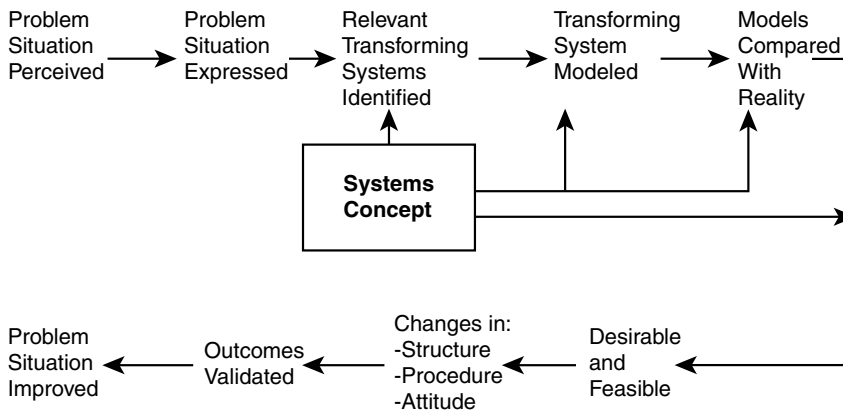 Problem
Situation
Perceived
Problem
Situation
Expressed
Relevant
Transforming
Systems
Identified
Transforming
System
Modeled
Models
Compared
With
Reality
Systems
Concept
Problem
Situation
Improved
Outcomes
Validated
Changes in:
-Structure
-Procedure
-Attitude
Desirable
and
Feasible